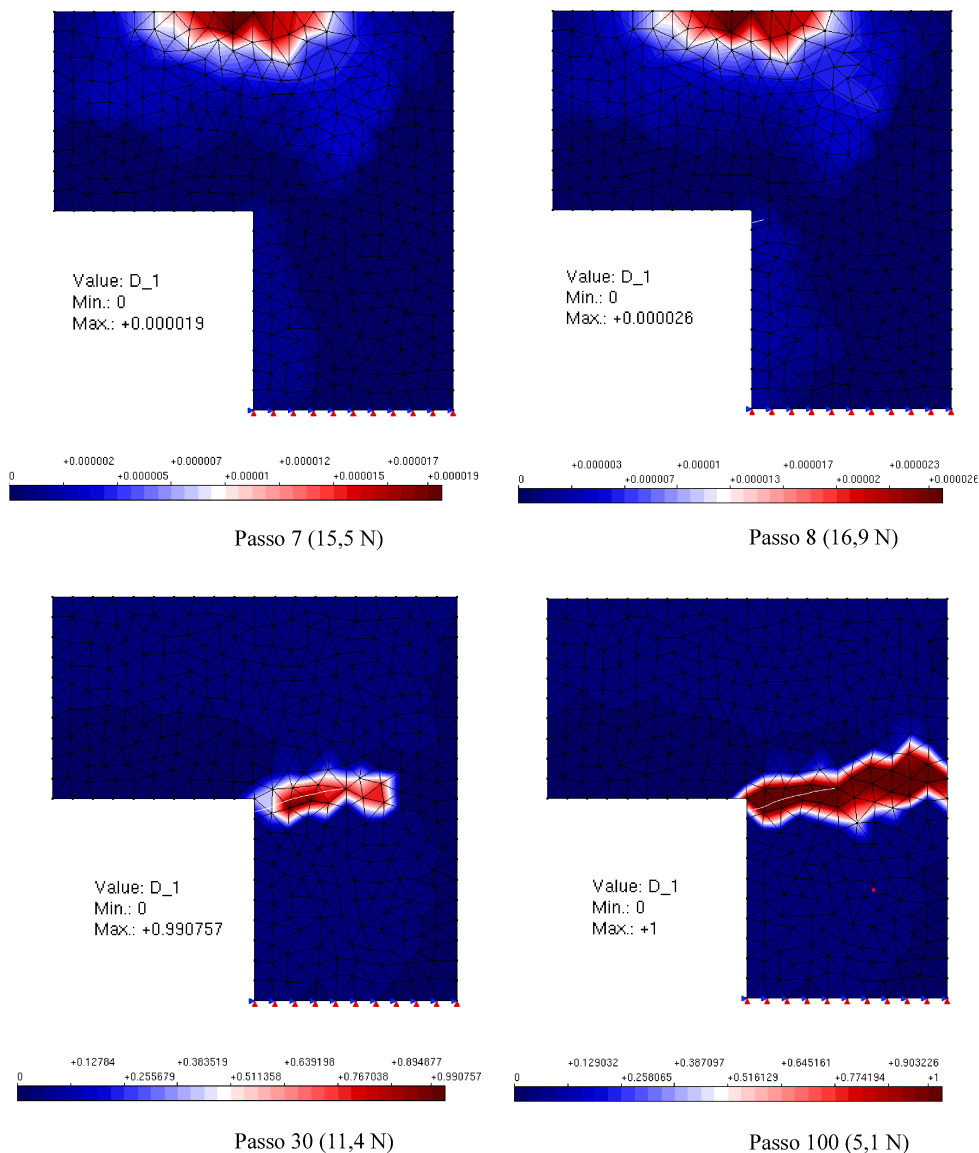 Value: D_1
Min.: 0
Max.: +0.000019
+0.000002 +0.000007 +0.000012 +0.000017
0 +0.000005 +0.00001 +0.000015 +0.000019
Passo 7 (15,5 N)
Value: D_1
Min.: 0
Max.: +0.000026
+0.000003 +0.00001 +0.000017 +0.000023
0 +0.000007 +0.000013 +0.00002 +0.000026
Passo 8 (16,9 N)
Value: D_1
Min.: 0
Max.: +0.990757
+0.12784 +0.383519 +0.639198 +0.894877
0 +0.255679 +0.511358 +0.767038 +0.990757
Passo 30 (11,4 N)
Value: D_1
Min.: 0
Max.: +1
+0.129032 +0.387097 +0.645161 +0.903226
0 +0.258065 +0.516129 +0.774194 +1
Passo 100 (5,1 N)